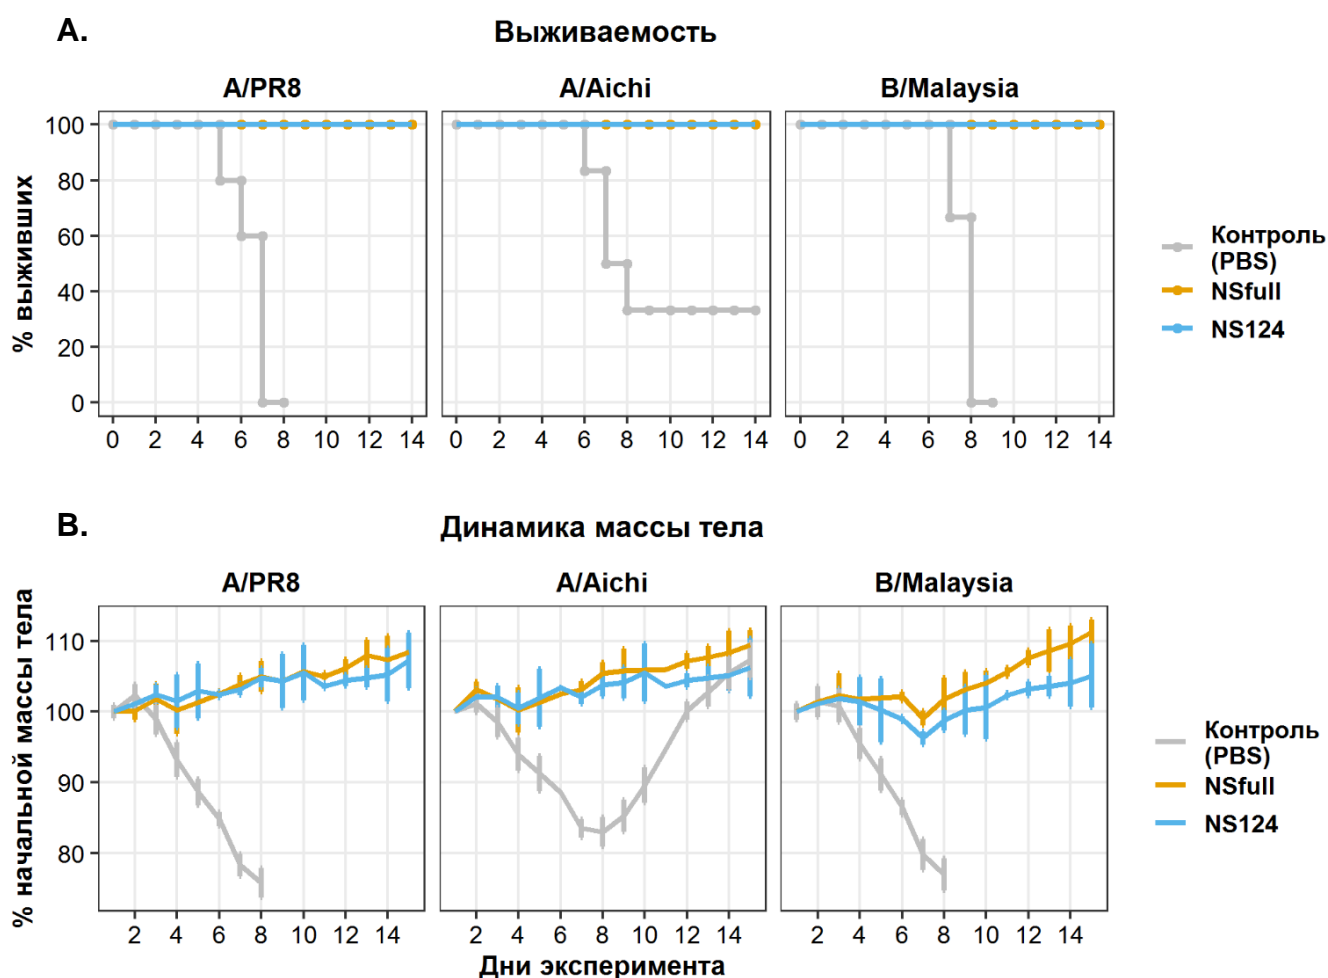 A.
Выживаемость
A/PR8
A/Aichi
B/Malaysia
% выживших
100
80
60
40
20
0
0 2 4 6 8 10 12 14
0 2 4 6 8 10 12 14
0 2 4 6 8 10 12 14
Контроль
(PBS)
NSfull
NS124
B.
Динамика массы тела
A/PR8
A/Aichi
B/Malaysia
% начальной массы тела
110
100
90
80
2 4 6 8 10 12 14
2 4 6 8 10 12 14
2 4 6 8 10 12 14
Дни эксперимента
Контроль
(PBS)
NSfull
NS124